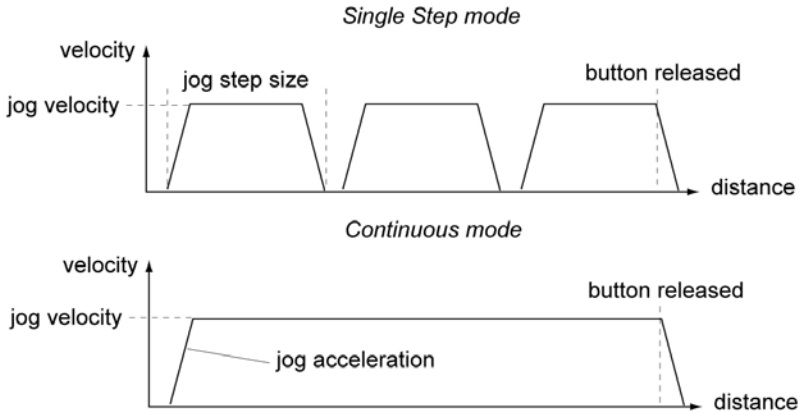 Single Step mode
velocity
jog step size
button released
jog velocity
distance
Continuous mode
velocity
button released
jog velocity
jog acceleration
distance